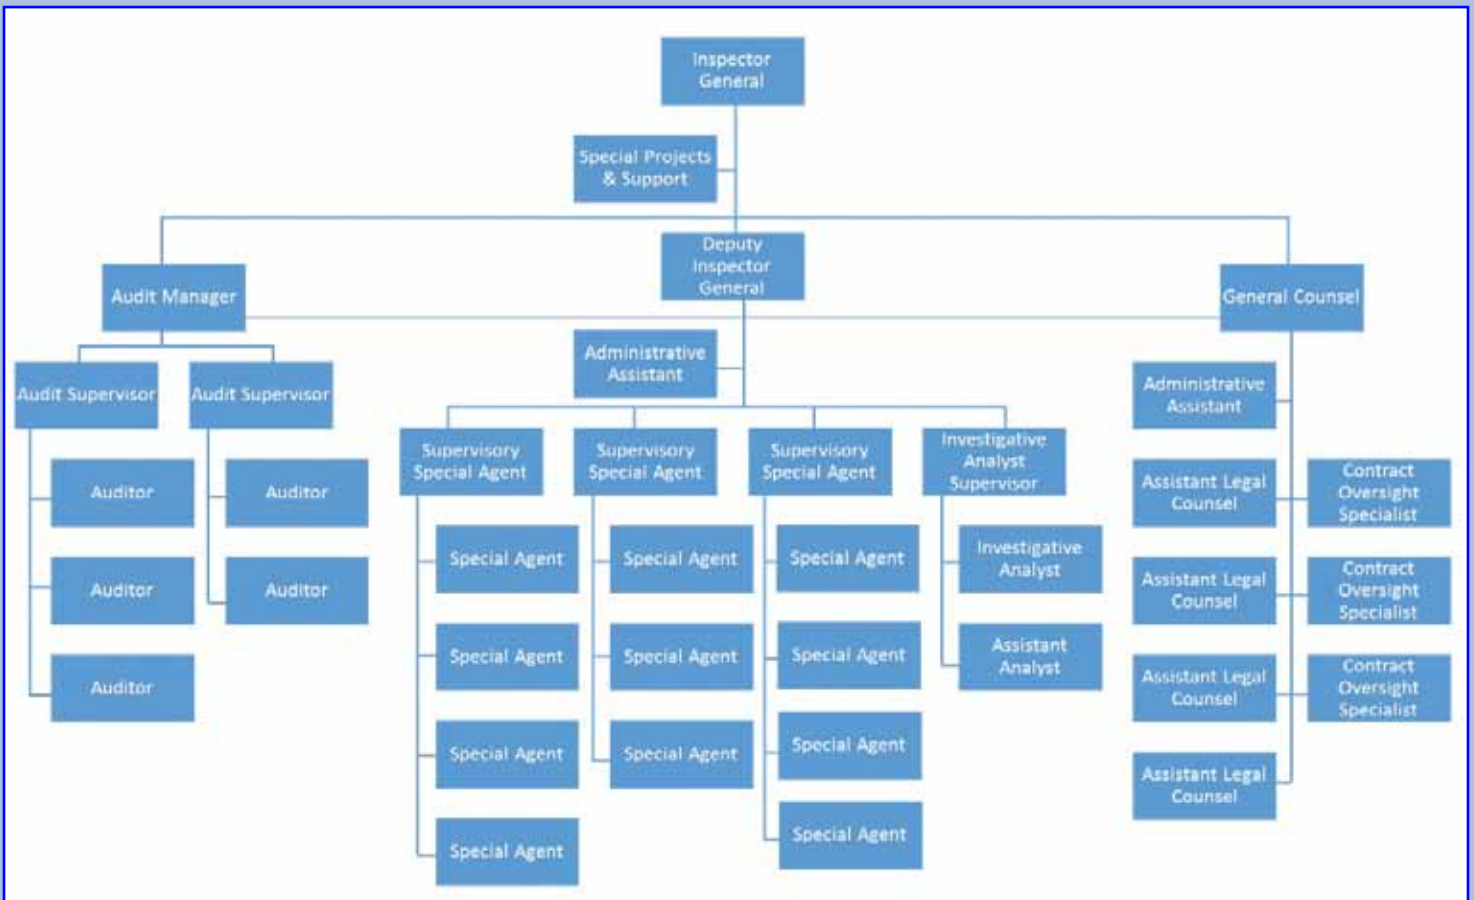 Inspector
General
Special Projects
& Support
Deputy
Inspector
General
Audit Manager
General Counsel
Administrative
Assistant
Audit Supervisor
Audit Supervisor
Auditor
Auditor
Auditor
Auditor
Auditor
Supervisory
Special Agent
Supervisory
Special Agent
Supervisory
Special Agent
Investigative
Analyst
Supervisor
Special Agent
Special Agent
Special Agent
Special Agent
Special Agent
Special Agent
Special Agent
Special Agent
Special Agent
Special Agent
Special Agent
Investigative
Analyst
Assistant
Analyst
Administrative
Assistant
Assistant Legal
Counsel
Contract
Oversight
Specialist
Assistant Legal
Counsel
Contract
Oversight
Specialist
Assistant Legal
Counsel
Contract
Oversight
Specialist
Assistant Legal
Counsel